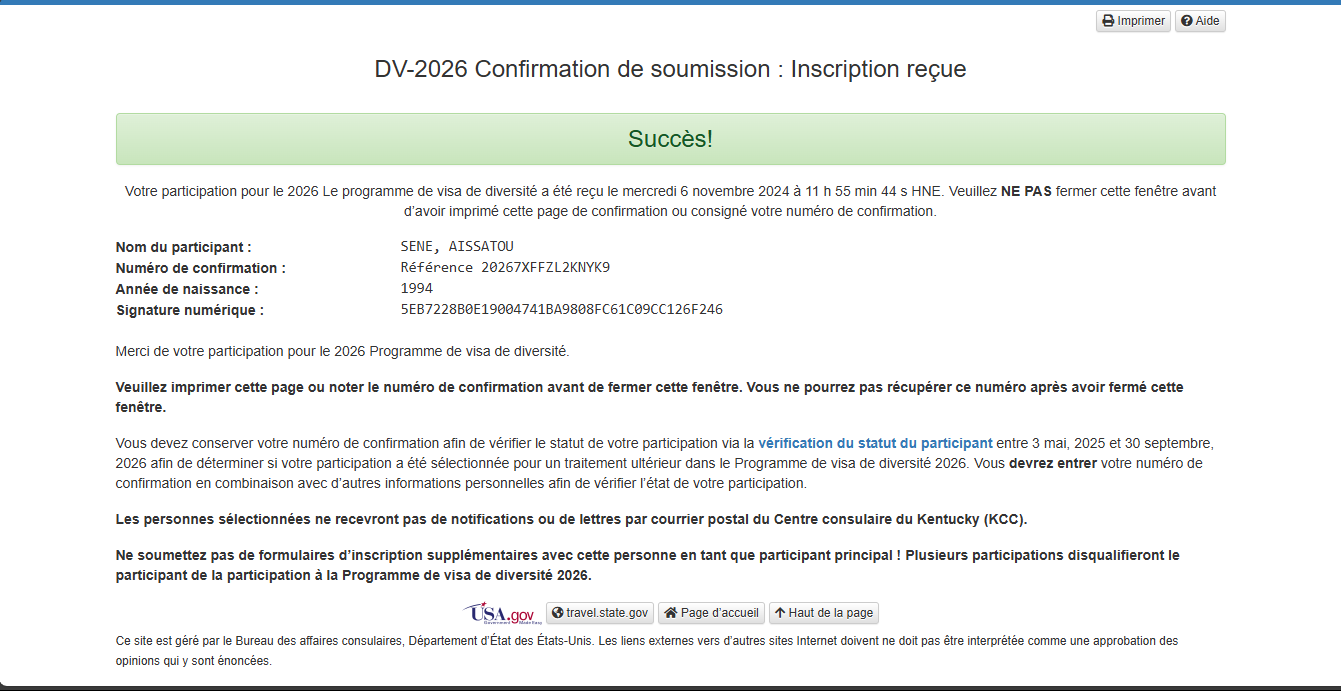 Imprimer Aide
DV-2026 Confirmation de soumission : Inscription reçue
Succès!
Votre participation pour le 2026 Le programme de visa de diversité a été reçu le mercredi 6 novembre 2024 à 11 h 55 min 44 s HNE. Veuillez NE PAS fermer cette fenêtre avant
d’avoir imprimé cette page de confirmation ou consigné votre numéro de confirmation.
Nom du participant : SENE, AISSATOU
Numéro de confirmation : Référence 20267XFFZL2KNYK9
Année de naissance : 1994
Signature numérique : 5EB7228B0E19004741BA9808FC61C09CC126F246
Merci de votre participation pour le 2026 Programme de visa de diversité.
Veuillez imprimer cette page ou noter le numéro de confirmation avant de fermer cette fenêtre. Vous ne pourrez pas récupérer ce numéro après avoir fermé cette
fenêtre.
Vous devez conserver votre numéro de confirmation afin de vérifier le statut de votre participation via la vérification du statut du participant entre 3 mai, 2025 et 30 septembre,
2026 afin de déterminer si votre participation a été sélectionnée pour un traitement ultérieur dans le Programme de visa de diversité 2026. Vous devrez entrer votre numéro de
confirmation en combinaison avec d’autres informations personnelles afin de vérifier l’état de votre participation.
Les personnes sélectionnées ne recevront pas de notifications ou de lettres par courrier postal du Centre consulaire du Kentucky (KCC).
Ne soumettez pas de formulaires d’inscription supplémentaires avec cette personne en tant que participant principal ! Plusieurs participations disqualifieront le
participant de la participation à la Programme de visa de diversité 2026.
USA.gov travel.state.gov Page d’accueil Haut de la page
Government Made Easy
Ce site est géré par le Bureau des affaires consulaires, Département d’État des États-Unis. Les liens externes vers d’autres sites Internet doivent ne doit pas être interprétée comme une approbation des
opinions qui y sont énoncées.